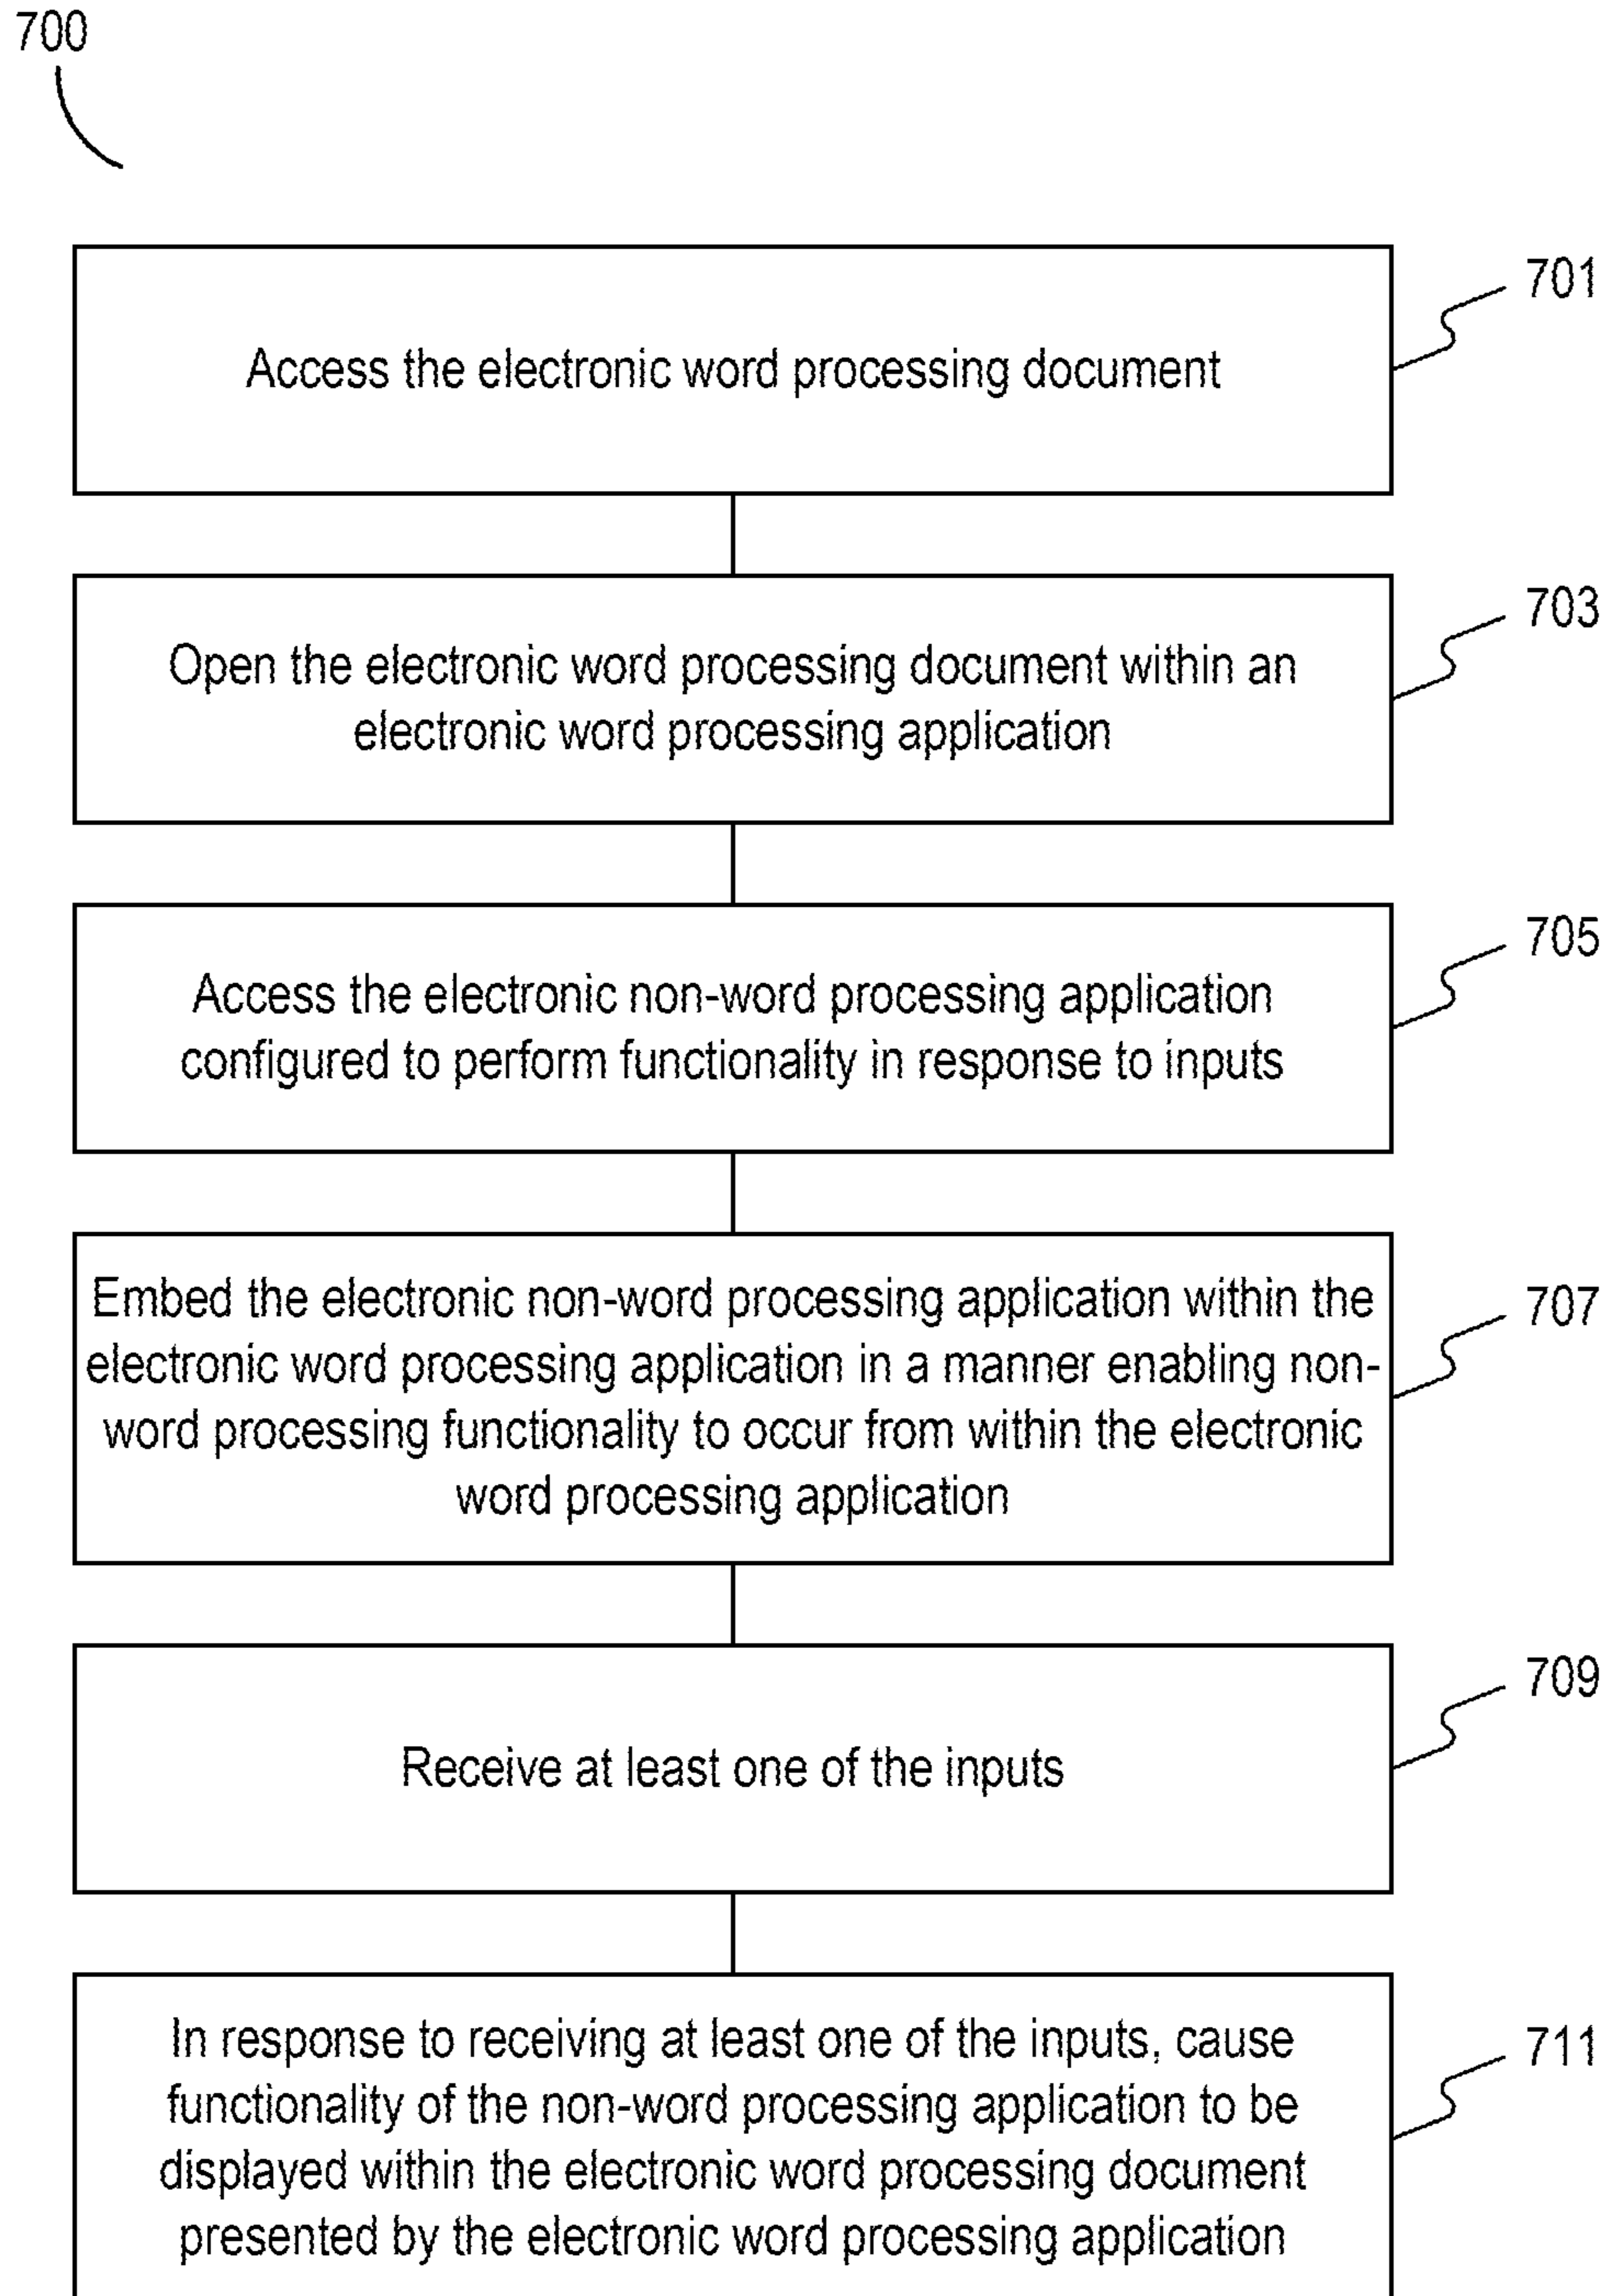 700
701
Access the electronic word processing document
703
Open the electronic word processing document within an
electronic word processing application
705
Access the electronic non-word processing application
configured to perform functionality in response to inputs
707
Embed the electronic non-word processing application within the
electronic word processing application in a manner enabling non-
word processing functionality to occur from within the electronic
word processing application
709
Receive at least one of the inputs
711
In response to receiving at least one of the inputs, cause
functionality of the non-word processing application to be
displayed within the electronic word processing document
presented by the electronic word processing application